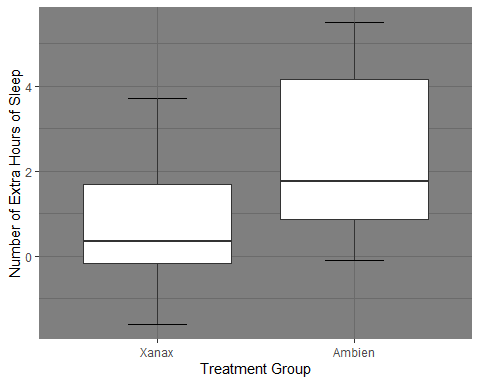 Number of Extra Hours of Sleep
4
2
0
Xanax
Ambien
Treatment Group